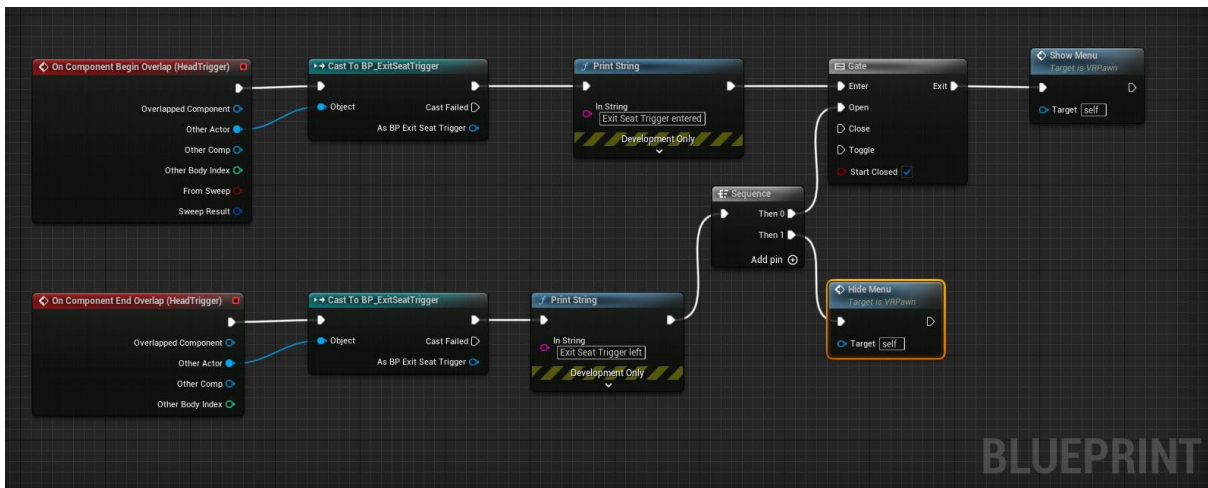 On Component Begin Overlap (HeadTrigger)
Overlapped Component
Other Actor
Other Comp
Other Body Index
From Sweep
Sweep Result
Cast To BP_ExitSeatTrigger
Object
Cast Failed
As BP Exit Seat Trigger
Print String
In String
Exit Seat Trigger entered
Development Only
Gate
Enter
Exit
Open
Close
Toggle
Start Closed
Show Menu
Target is VRPawn
Target self
Sequence
Then 0
Then 1
Add pin
On Component End Overlap (HeadTrigger)
Overlapped Component
Other Actor
Other Comp
Other Body Index
Cast To BP_ExitSeatTrigger
Object
Cast Failed
As BP Exit Seat Trigger
Print String
In String
Exit Seat Trigger left
Development Only
Hide Menu
Target is VRPawn
Target self
BLUEPRINT